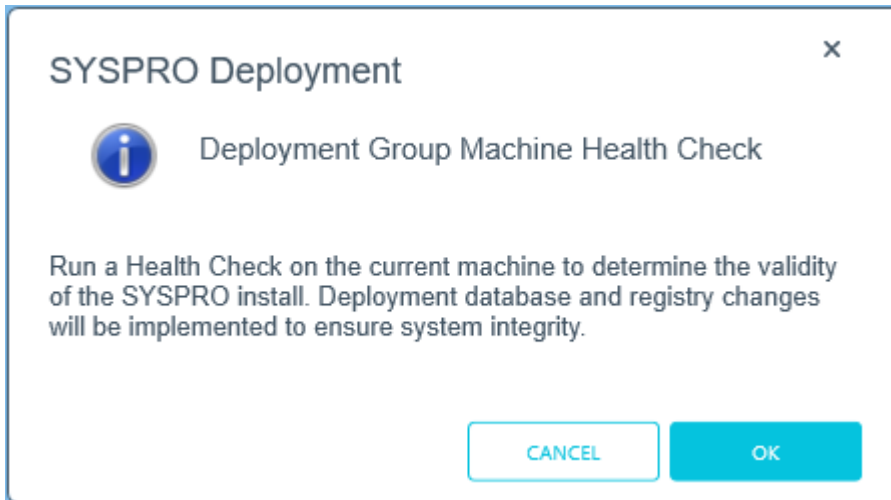 SYSPRO Deployment
Deployment Group Machine Health Check
Run a Health Check on the current machine to determine the validity
of the SYSPRO install. Deployment database and registry changes
will be implemented to ensure system integrity.
CANCEL
OK